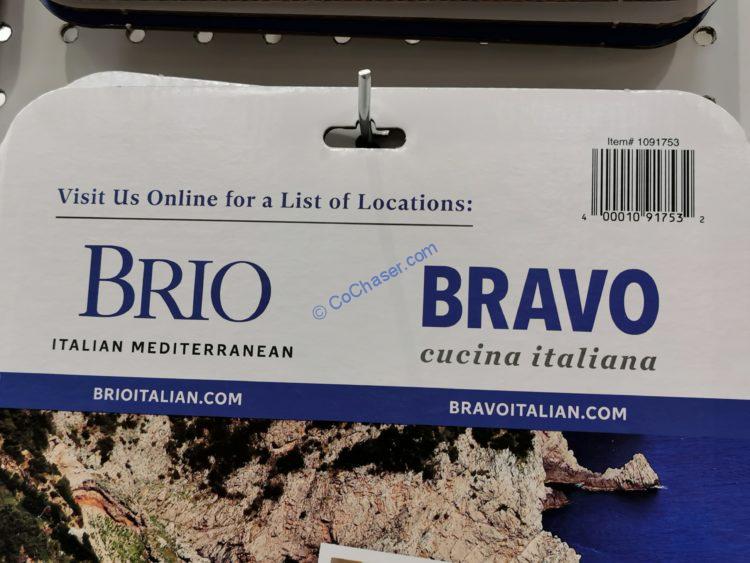 Item# 1091753
4 00010 91753 2
Visit Us Online for a List of Locations:
BRIO
ITALIAN MEDITERRANEAN
BRAVO
cucina italiana
© CoChaser.com
BRIOITALIAN.COM
BRAVOITALIAN.COM